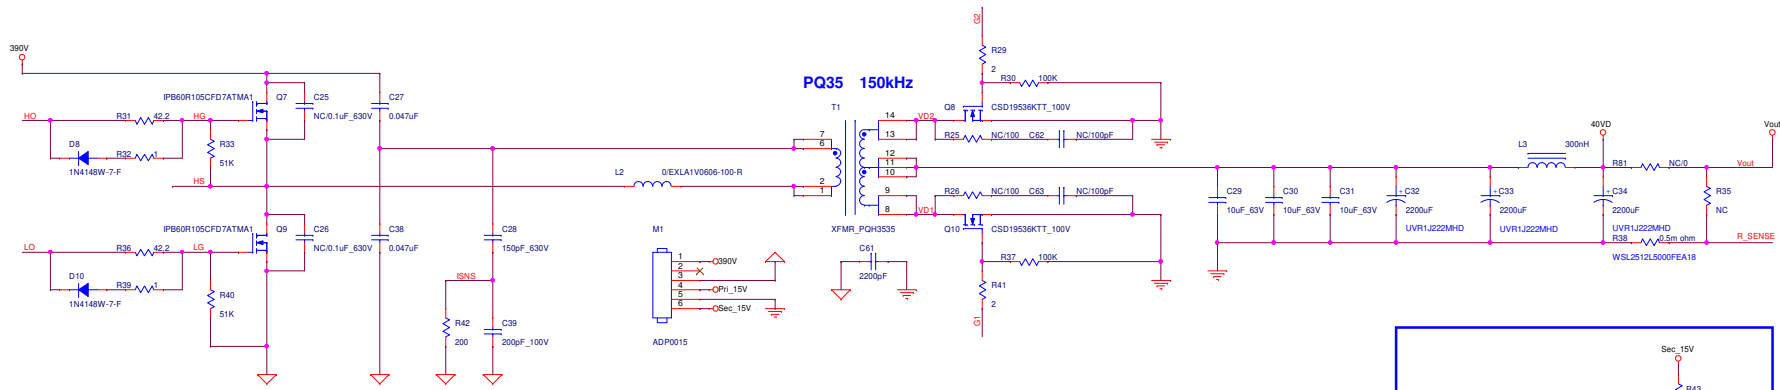 390V
HO
R31
42.2
HG
D8
R32
1
1N4148W-7-F
R33
51K
IPB60R105CFD7ATMA1
Q7
C25
NC/0.1uF_630V
C27
0.047uF
HS
LO
R36
42.2
LG
D10
R39
1
1N4148W-7-F
R40
51K
IPB60R105CFD7ATMA1
Q9
C26
NC/0.1uF_630V
C38
0.047uF
C28
150pF_630V
ISNS
R42
200
C39
200pF_100V
L2
0/EXLA1V0606-100-R
M1
1
2
3
4
5
6
390V
Pri_15V
Sec_15V
ADP0015
PQ35 150kHz
T1
7
6
2
1
14
13
12
11
10
9
8
XFMR_PQH3535
C61
2200pF
VD2
VD1
G2
R29
2
R30
100K
Q8
CSD19536KTT_100V
R25
NC/100
C62
NC/100pF
R26
NC/100
C63
NC/100pF
Q10
CSD19536KTT_100V
R37
100K
R41
2
G1
C29
10uF_63V
C30
10uF_63V
C31
10uF_63V
+
C32
2200uF
UVR1J222MHD
+
C33
2200uF
UVR1J222MHD
L3
300nH
40VD
+
C34
2200uF
UVR1J222MHD
R81
NC/0
Vout
Vout
R35
NC
R38
0.5m ohm
WSL2512L5000FEA18
R_SENSE
Sec_15V
R43